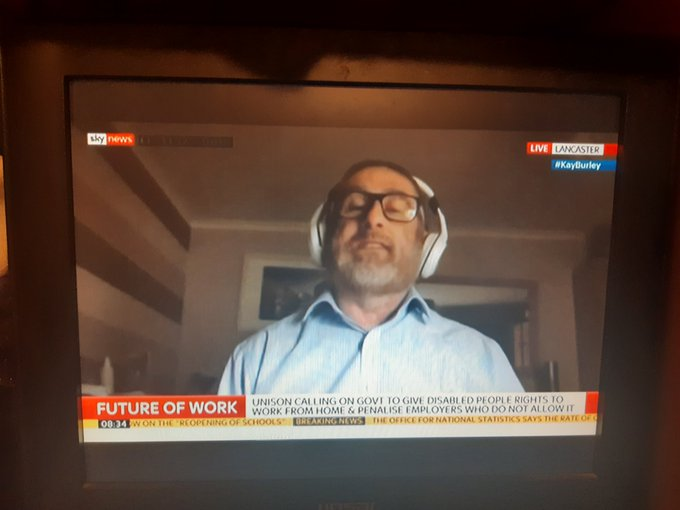 sky news
LIVE LANCASTER
#KayBurley
FUTURE OF WORK
UNISON CALLING ON GOVT TO GIVE DISABLED PEOPLE RIGHTS TO
WORK FROM HOME & PENALISE EMPLOYERS WHO DO NOT ALLOW IT
08:34 W ON THE "REOPENING OF SCHOOLS" BREAKING NEWS THE OFFICE FOR NATIONAL STATISTICS SAYS THE RATE OF